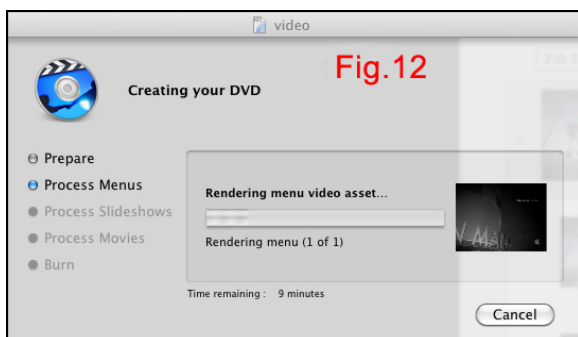 video
Fig.12
Creating your DVD
Prepare
Process Menus
Process Slideshows
Process Movies
Burn
Rendering menu video asset...
Rendering menu (1 of 1)
Time remaining : 9 minutes
Cancel